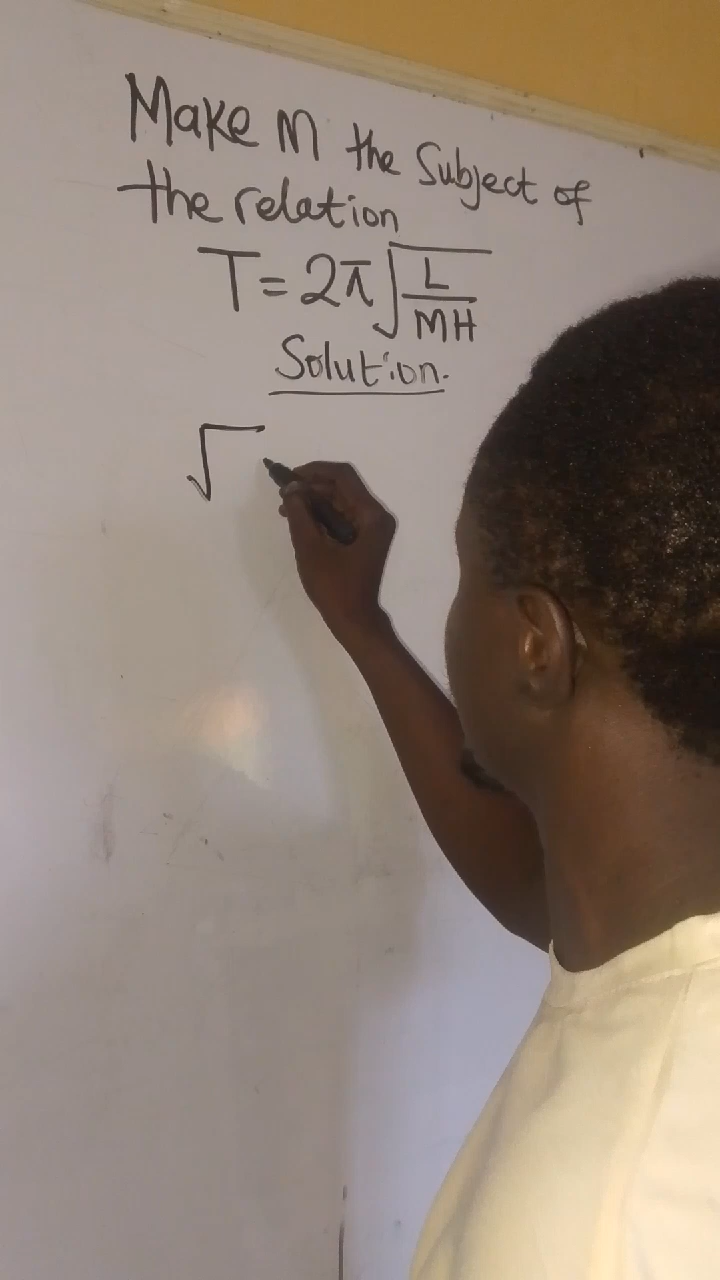 Make M the Subject of
the relation
T = 2π√(L/MH)
Solution.
√